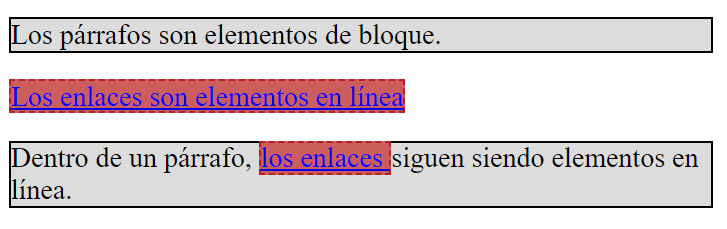 Los párrafos son elementos de bloque.
Los enlaces son elementos en línea
Dentro de un párrafo, los enlaces siguen siendo elementos en
línea.